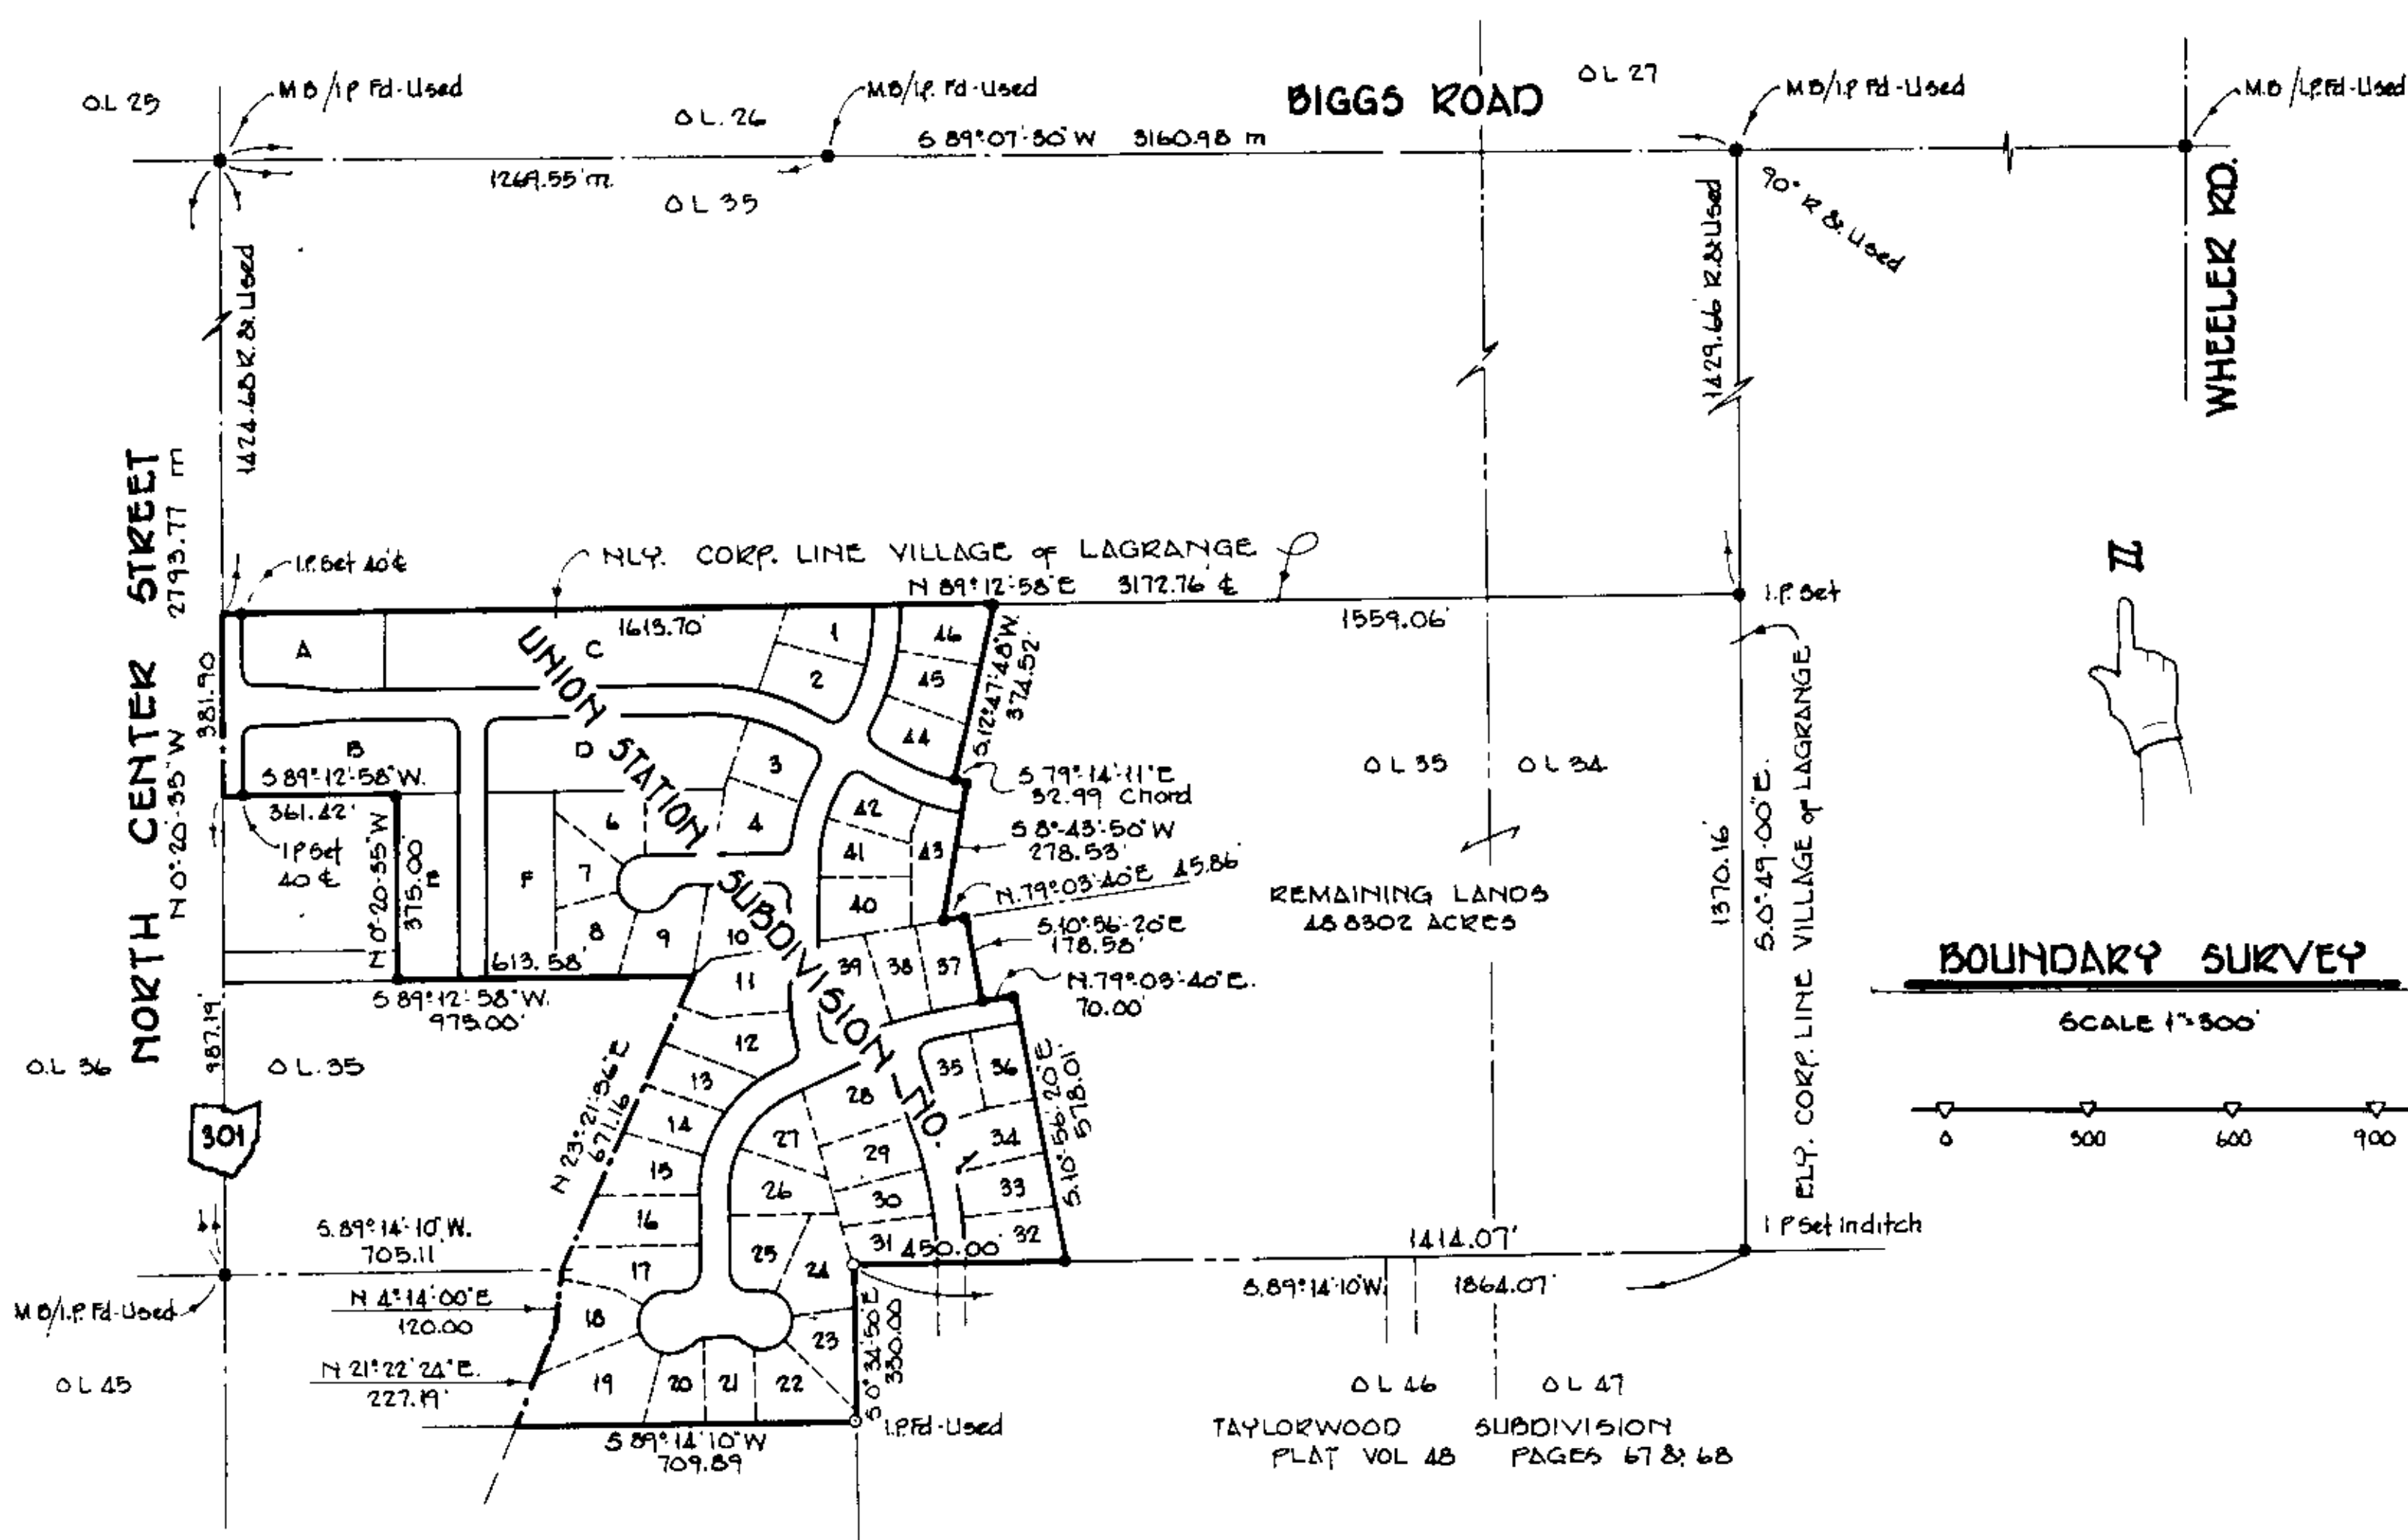 O.L 25
MB/I.P Fd-Used
O L. 26
MB/I.P. Fd-Used
BIGGS ROAD
O L 27
MB/I.P Fd-Used
M.B /I.P.Fd-Used
S 89°-07'-30" W 3160.98 m
1269.55' m.
O L 35
90° R & Used
WHEELER RD.
1424.68 R. & Used
1429.66 R. & Used
NORTH CENTER STREET
N 0°-20'-35" W 2793.77 m
I.P. Set 40' ℄
NLY. CORP. LINE VILLAGE of LAGRANGE
N 89°12'-58" E 3172.76' ℄
I.P. Set
1613.70'
1559.06'
A
C
1
46
2
45
44
381.90
S.12°-47'-48" W.
374.52'
UNION STATION SUBDIVISION NO. 1
B
D
3
S 89°-12'-58" W.
361.42'
I P Set
40 ℄
N 0°-20-35" W
375.00
E
F
6
4
42
41
43
7
40
8
9
10
S 79°-14'-11" E
32.99 Chord
S 8°-43'-50" W
278.53'
N.79°03'-40" E 45.86'
S.10°-56'-20" E
178.58'
N.79°-03'-40" E.
70.00'
O L 35
O L 34
REMAINING LANDS
48 8302 ACRES
1370.16'
S.0°-49'-00" E.
ELY. CORP. LINE VILLAGE of LAGRANGE
N
BOUNDARY SURVEY
SCALE 1"=300'
0 300 600 900
613.58'
S 89°12'-58" W.
975.00'
987.19'
O.L 36
O L. 35
301
11
39
38
37
12
13
35
36
14
28
27
34
15
29
26
33
16
30
25
31
32
17
24
18
23
19
20
21
22
N 23°-21'-36" E
671.16
S.10°-56'-20" E.
578.01'
450.00'
1414.07'
I P Set in ditch
S.89°14'-10" W.
705.11
S.89°-14'-10" W.
1864.07'
MB/I.P. Fd-Used
N 4°-14'-00" E
120.00
S 0° 34'-50" E
330.00
N 21°22'24" E.
227.19'
O L 45
I.P.Fd-Used
S 89°14'10" W
709.89
O L 46
O L 47
TAYLORWOOD SUBDIVISION
PLAT VOL 48 PAGES 67 & 68